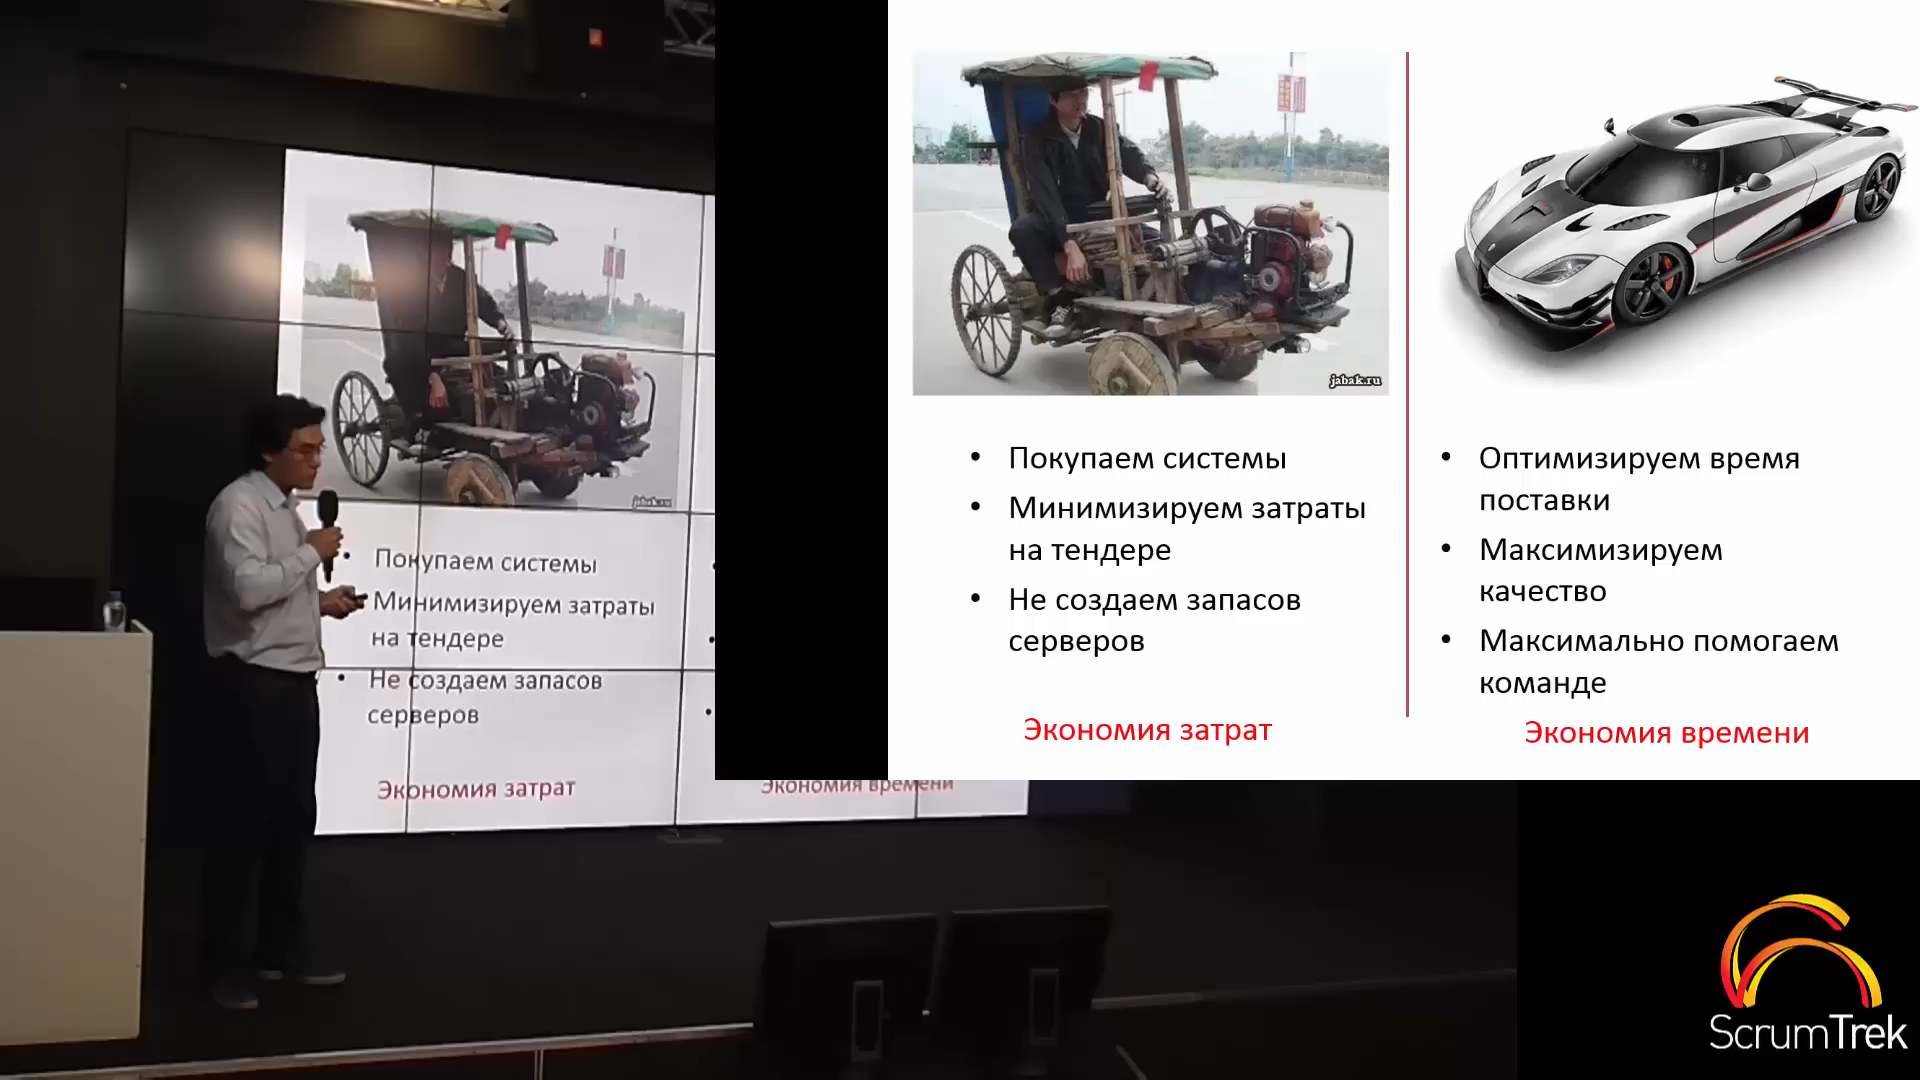 Покупаем системы
Минимизируем затраты
на тендере
Не создаем запасов
серверов
Экономия затрат
Экономия времени
jabak.ru
• Покупаем системы
• Минимизируем затраты
на тендере
• Не создаем запасов
серверов
Экономия затрат
• Оптимизируем время
поставки
• Максимизируем
качество
• Максимально помогаем
команде
Экономия времени
ScrumTrek